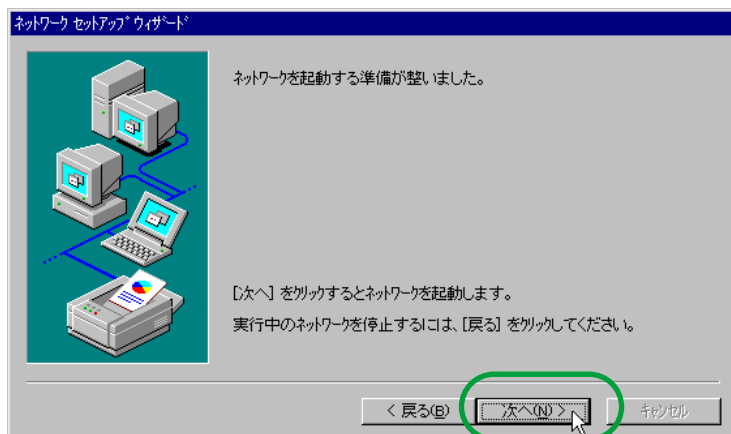 ネットワーク セットアップ ウィザード
ネットワークを起動する準備が整いました。
[次へ] をクリックするとネットワークを起動します。
実行中のネットワークを停止するには、[戻る] をクリックしてください。
< 戻る(B)
次へ(N) >
キャンセル